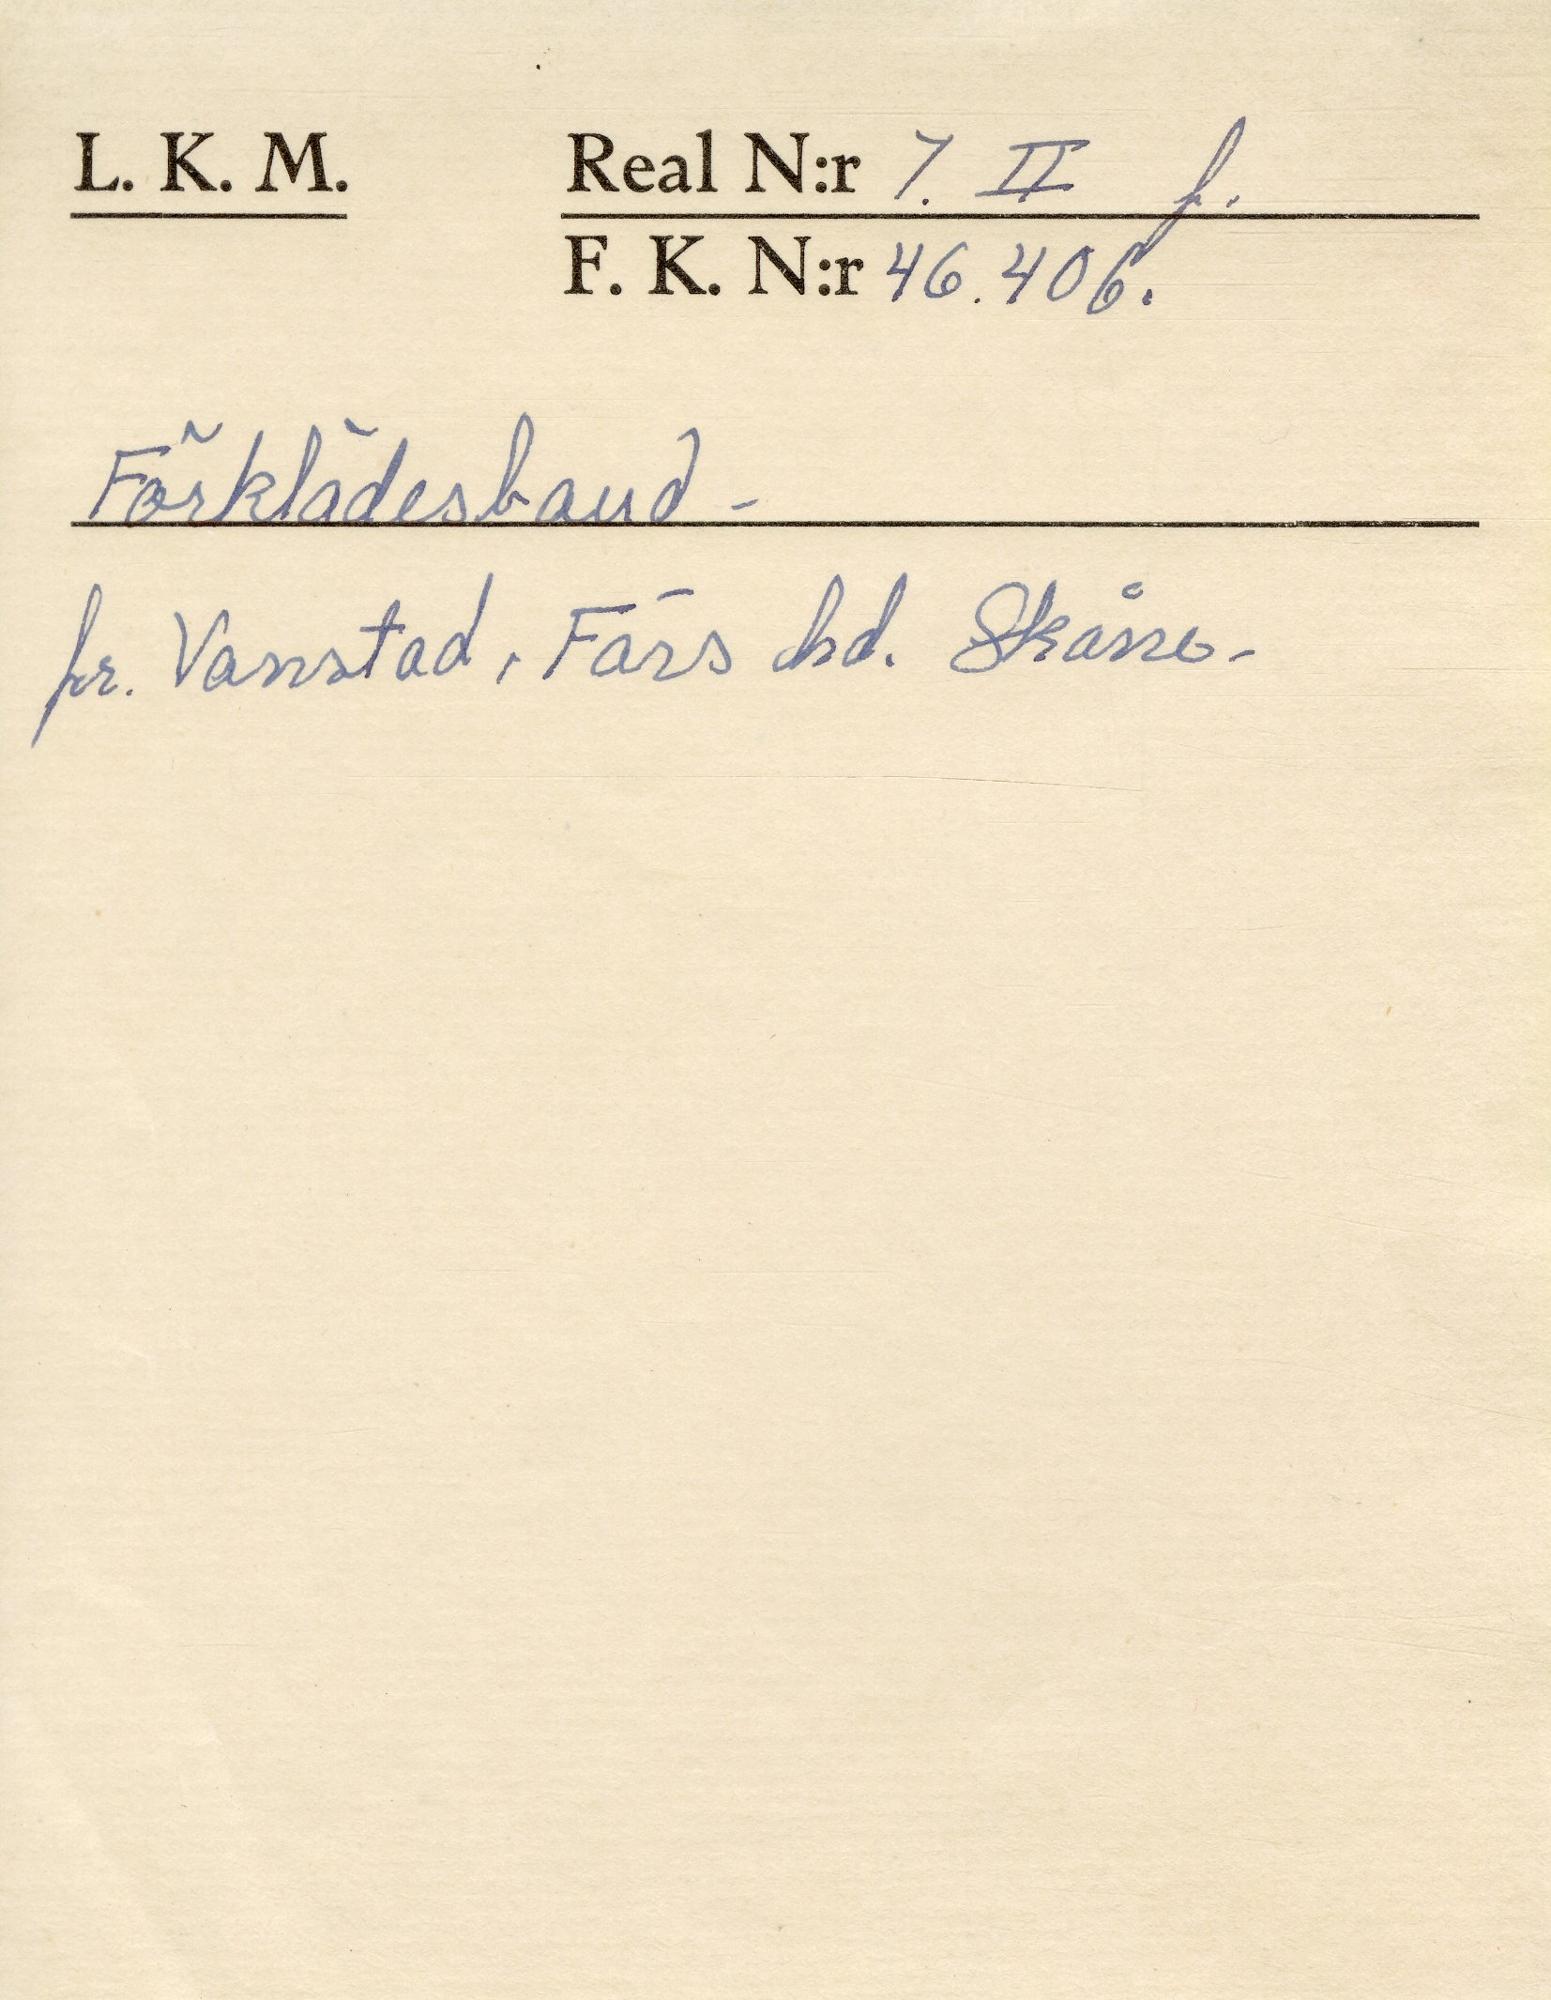 L. K. M. Real N:r 7. II f.
F. K. N:r 46.406.
Förklädesband -
fr. Vanstad, Färs hd. Skåne.-